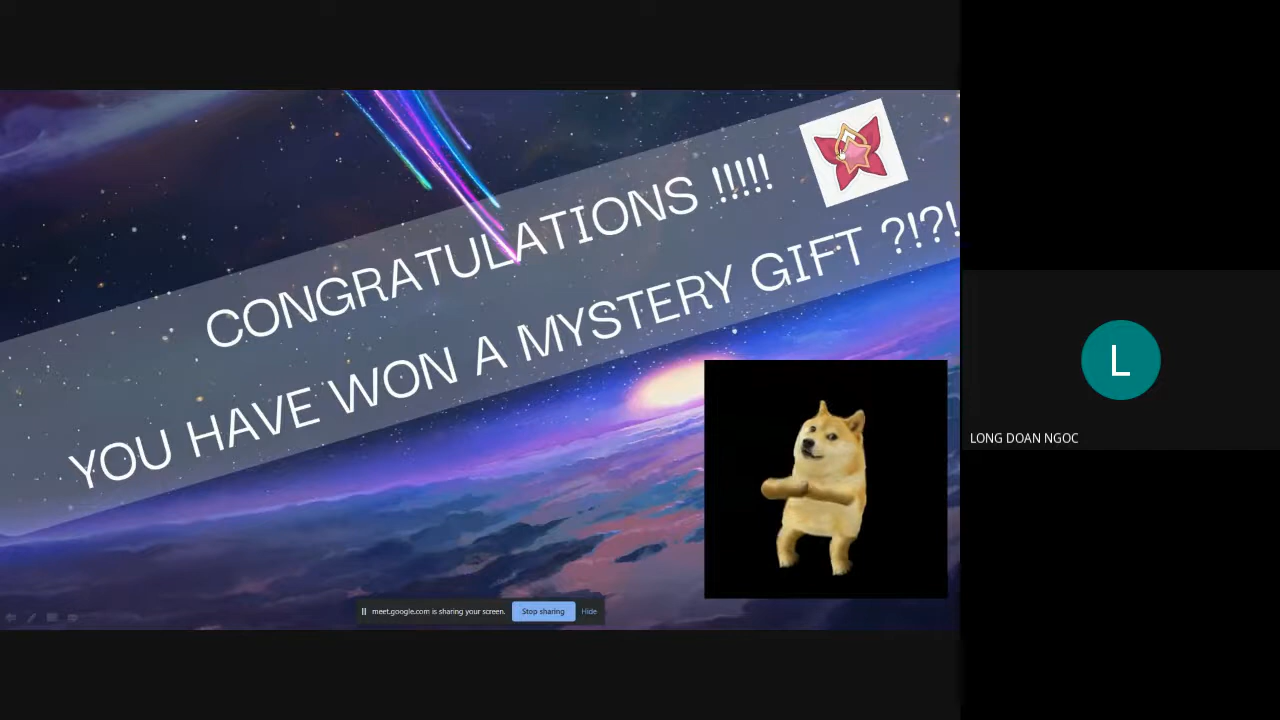 CONGRATULATIONS !!!!!
YOU HAVE WON A MYSTERY GIFT ?!?!
L
LONG DOAN NGOC
meet.google.com is sharing your screen. Stop sharing Hide